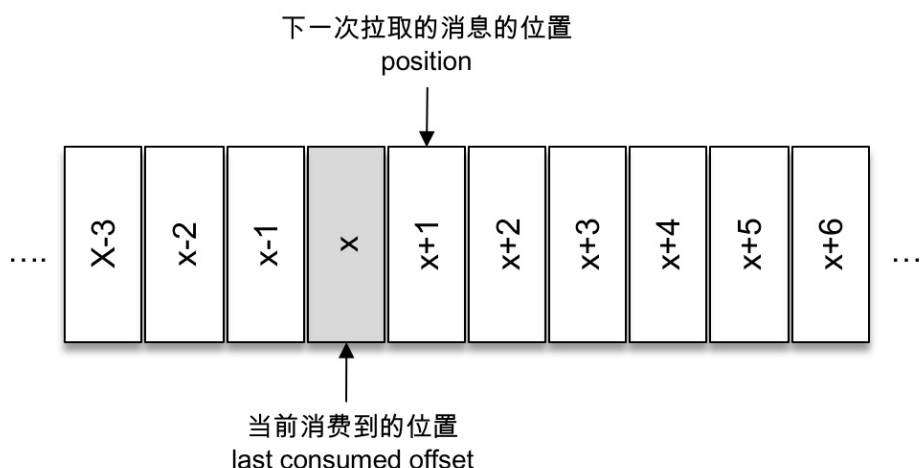 下一次拉取的消息的位置
position
.... X-3 x-2 x-1 x x+1 x+2 x+3 x+4 x+5 x+6 ...
当前消费到的位置
last consumed offset